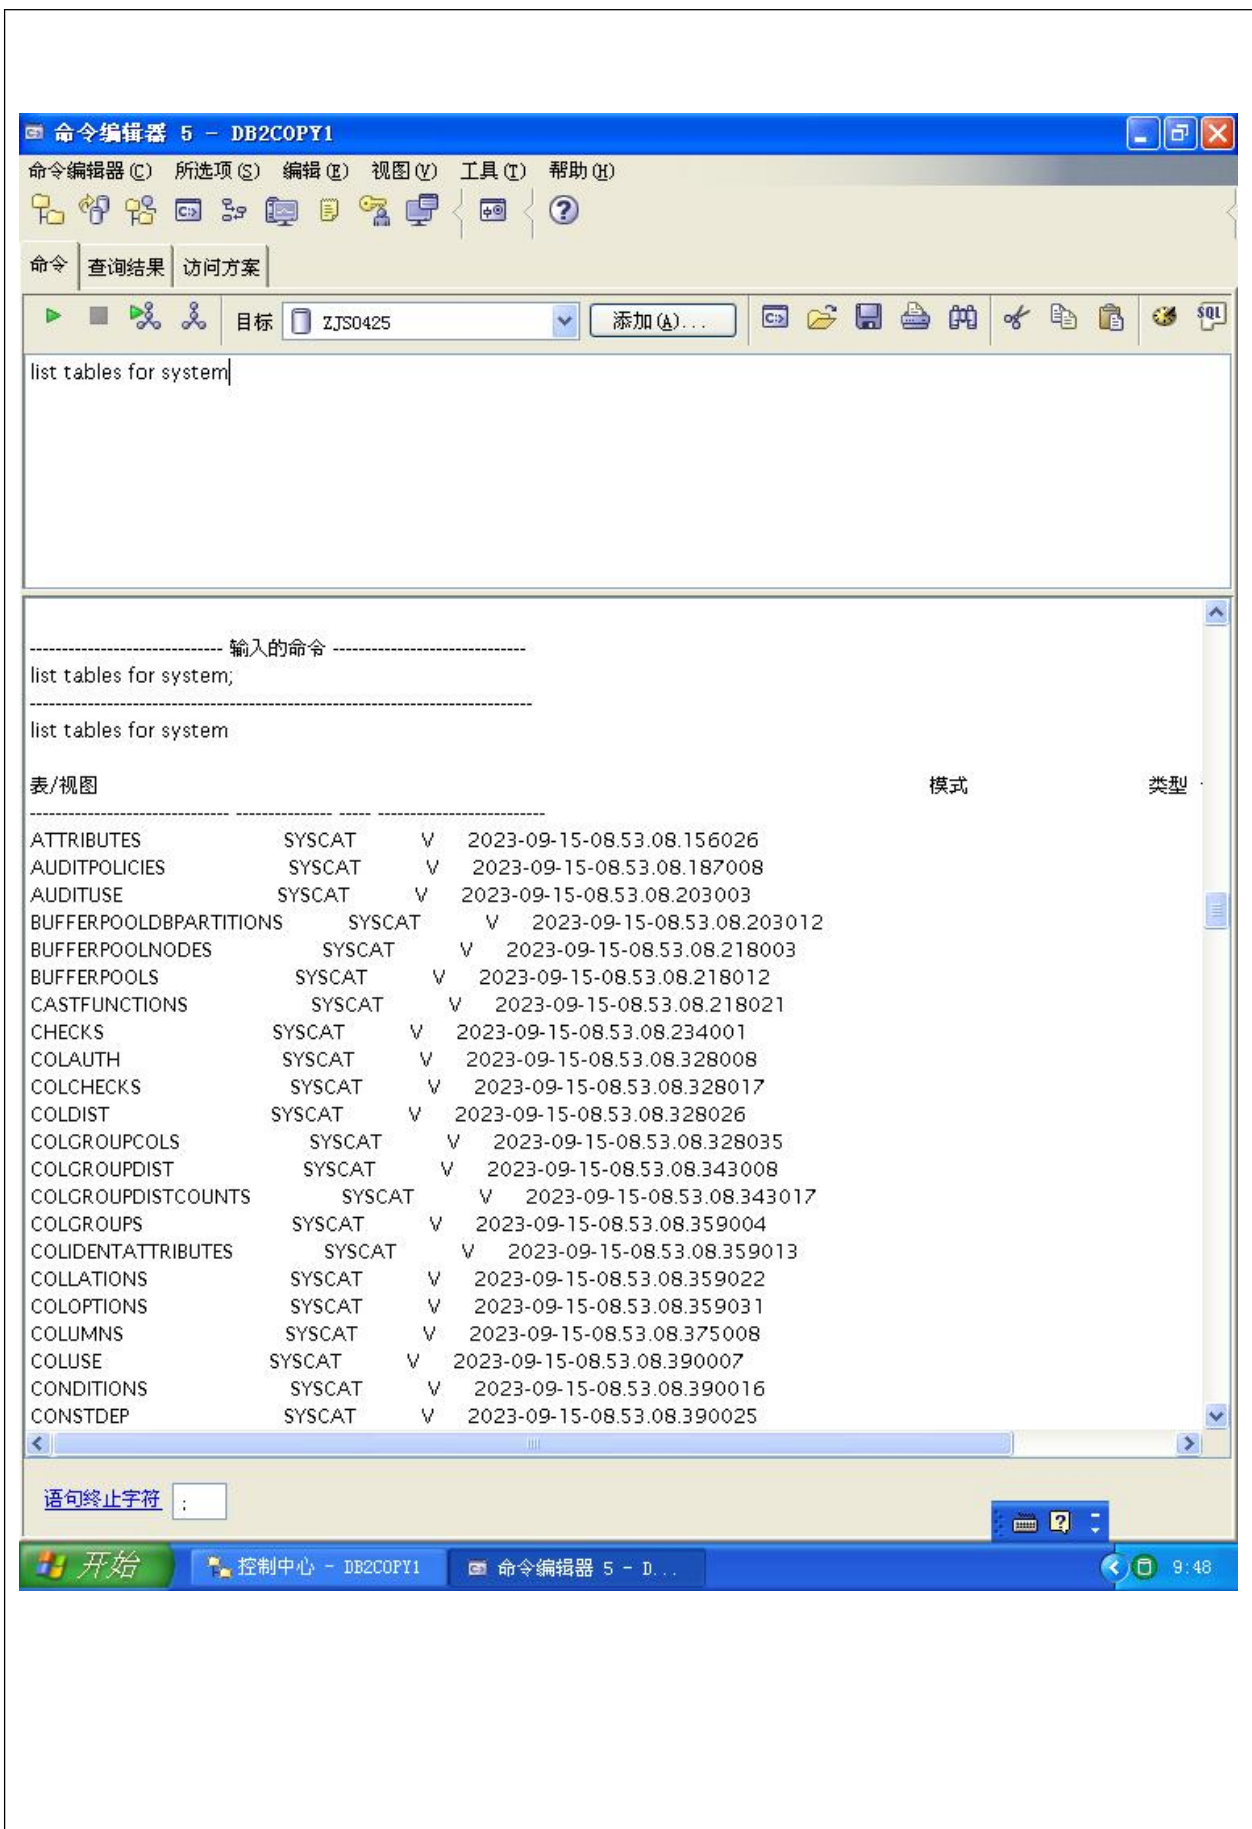 命令编辑器 5 - DB2COPY1
命令编辑器(C) 所选项(S) 编辑(E) 视图(V) 工具(T) 帮助(H)
命令 查询结果 访问方案
目标 ZJS0425 添加(A)...
list tables for system
------------------------------ 输入的命令 ------------------------------
list tables for system;
------------------------------------------------------------------------------
list tables for system
表/视图 模式 类型
------------------------------- --------------- ----- --------------------------
ATTRIBUTES SYSCAT V 2023-09-15-08.53.08.156026
AUDITPOLICIES SYSCAT V 2023-09-15-08.53.08.187008
AUDITUSE SYSCAT V 2023-09-15-08.53.08.203003
BUFFERPOOLDBPARTITIONS SYSCAT V 2023-09-15-08.53.08.203012
BUFFERPOOLNODES SYSCAT V 2023-09-15-08.53.08.218003
BUFFERPOOLS SYSCAT V 2023-09-15-08.53.08.218012
CASTFUNCTIONS SYSCAT V 2023-09-15-08.53.08.218021
CHECKS SYSCAT V 2023-09-15-08.53.08.234001
COLAUTH SYSCAT V 2023-09-15-08.53.08.328008
COLCHECKS SYSCAT V 2023-09-15-08.53.08.328017
COLDIST SYSCAT V 2023-09-15-08.53.08.328026
COLGROUPCOLS SYSCAT V 2023-09-15-08.53.08.328035
COLGROUPDIST SYSCAT V 2023-09-15-08.53.08.343008
COLGROUPDISTCOUNTS SYSCAT V 2023-09-15-08.53.08.343017
COLGROUPS SYSCAT V 2023-09-15-08.53.08.359004
COLIDENTATTRIBUTES SYSCAT V 2023-09-15-08.53.08.359013
COLLATIONS SYSCAT V 2023-09-15-08.53.08.359022
COLOPTIONS SYSCAT V 2023-09-15-08.53.08.359031
COLUMNS SYSCAT V 2023-09-15-08.53.08.375008
COLUSE SYSCAT V 2023-09-15-08.53.08.390007
CONDITIONS SYSCAT V 2023-09-15-08.53.08.390016
CONSTDEP SYSCAT V 2023-09-15-08.53.08.390025
语句终止字符 ;
开始 控制中心 - DB2COPY1 命令编辑器 5 - D... 9:48